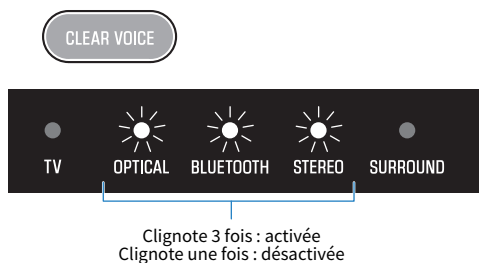 CLEAR VOICE
TV OPTICAL BLUETOOTH STEREO SURROUND
Clignote 3 fois : activée
Clignote une fois : désactivée